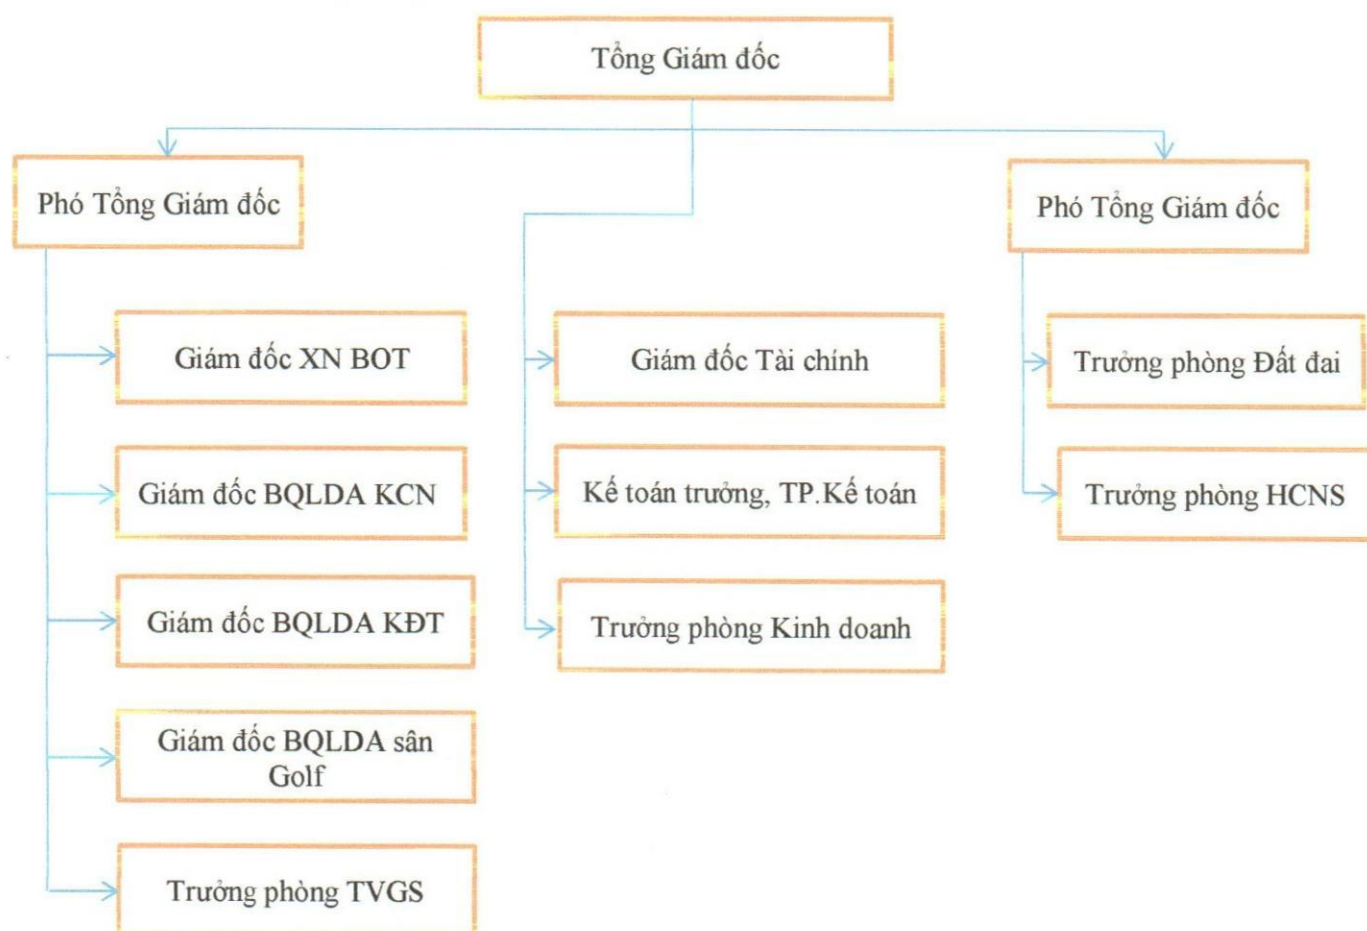 Tổng Giám đốc
Phó Tổng Giám đốc
Phó Tổng Giám đốc
Giám đốc XN BOT
Giám đốc Tài chính
Trưởng phòng Đất đai
Giám đốc BQLDA KCN
Kế toán trưởng, TP.Kế toán
Trưởng phòng HCNS
Giám đốc BQLDA KĐT
Trưởng phòng Kinh doanh
Giám đốc BQLDA sân
Golf
Trưởng phòng TVGS